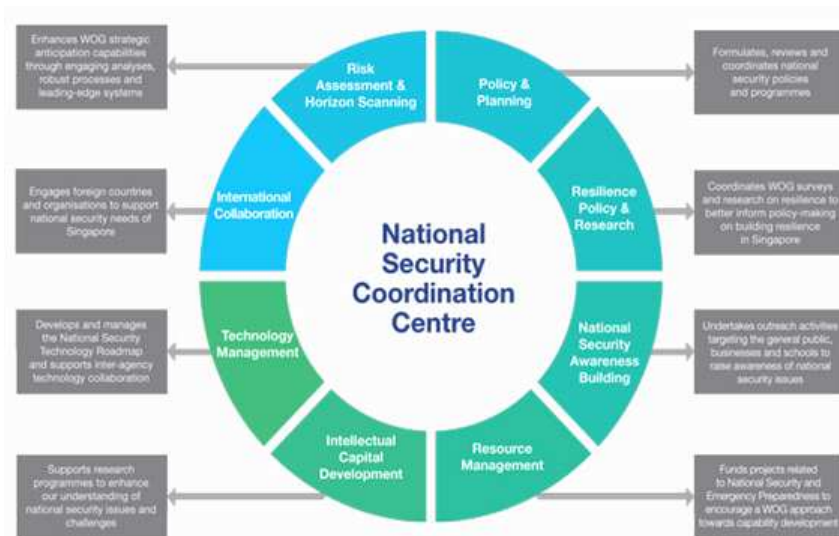 Enhances WOG strategic
anticipation capabilities
through engaging analyses,
robust processes and
leading-edge systems
Risk
Assessment &
Horizon Scanning
Policy &
Planning
Formulates, reviews and
coordinates national
security policies
and programmes
Engages foreign countries
and organisations to support
national security needs of
Singapore
International
Collaboration
National
Security
Coordination
Centre
Resilience
Policy &
Research
Coordinates WOG surveys
and research on resilience to
better inform policy-making
on building resilience
in Singapore
Develops and manages
the National Security
Technology Roadmap
and supports inter-agency
technology collaboration
Technology
Management
National
Security
Awareness
Building
Undertakes outreach activities
targeting the general public,
businesses and schools to
raise awareness of national
security issues
Supports research
programmes to enhance
our understanding of
national security issues and
challenges
Intellectual
Capital
Development
Resource
Management
Funds projects related
to National Security and
Emergency Preparedness to
encourage a WOG approach
towards capability development